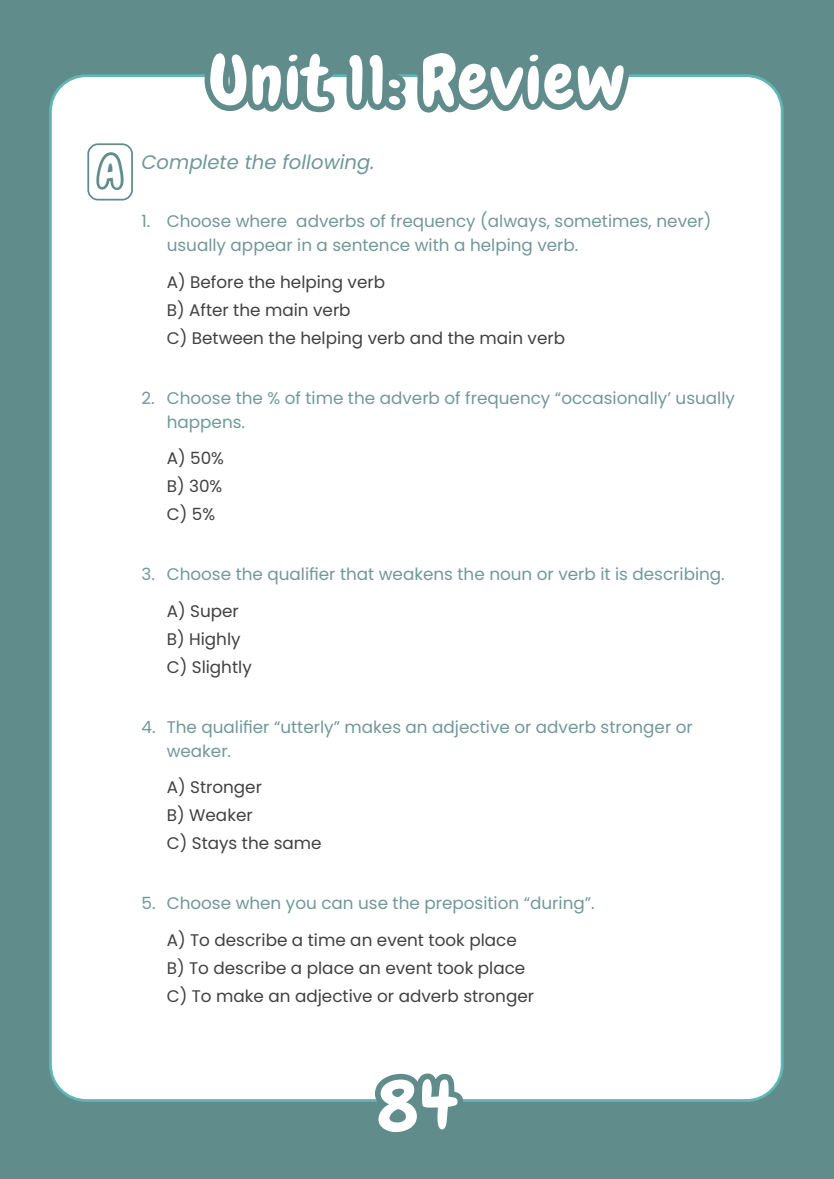 Unit 11: Review
A
Complete the following.
1. Choose where  adverbs of frequency (always, sometimes, never)
usually appear in a sentence with a helping verb.
A) Before the helping verb
B) After the main verb
C) Between the helping verb and the main verb
2. Choose the % of time the adverb of frequency “occasionally’ usually
happens.
A) 50%
B) 30%
C) 5%
3. Choose the qualifier that weakens the noun or verb it is describing.
A) Super
B) Highly
C) Slightly
4. The qualifier “utterly” makes an adjective or adverb stronger or
weaker.
A) Stronger
B) Weaker
C) Stays the same
5. Choose when you can use the preposition “during”.
A) To describe a time an event took place
B) To describe a place an event took place
C) To make an adjective or adverb stronger
84